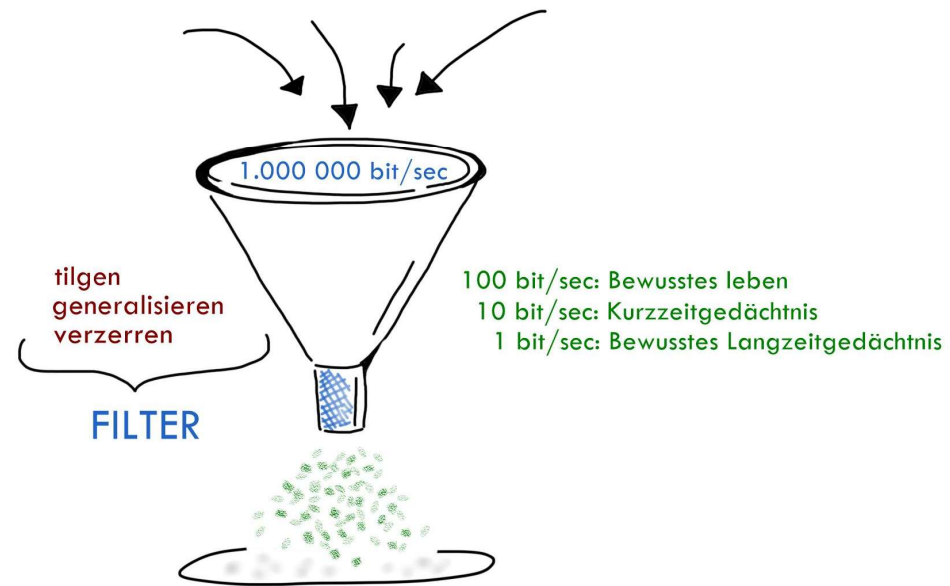 1.000 000 bit/sec
tilgen
generalisieren
verzerren
FILTER
100 bit/sec: Bewusstes leben
10 bit/sec: Kurzzeitgedächtnis
1 bit/sec: Bewusstes Langzeitgedächtnis